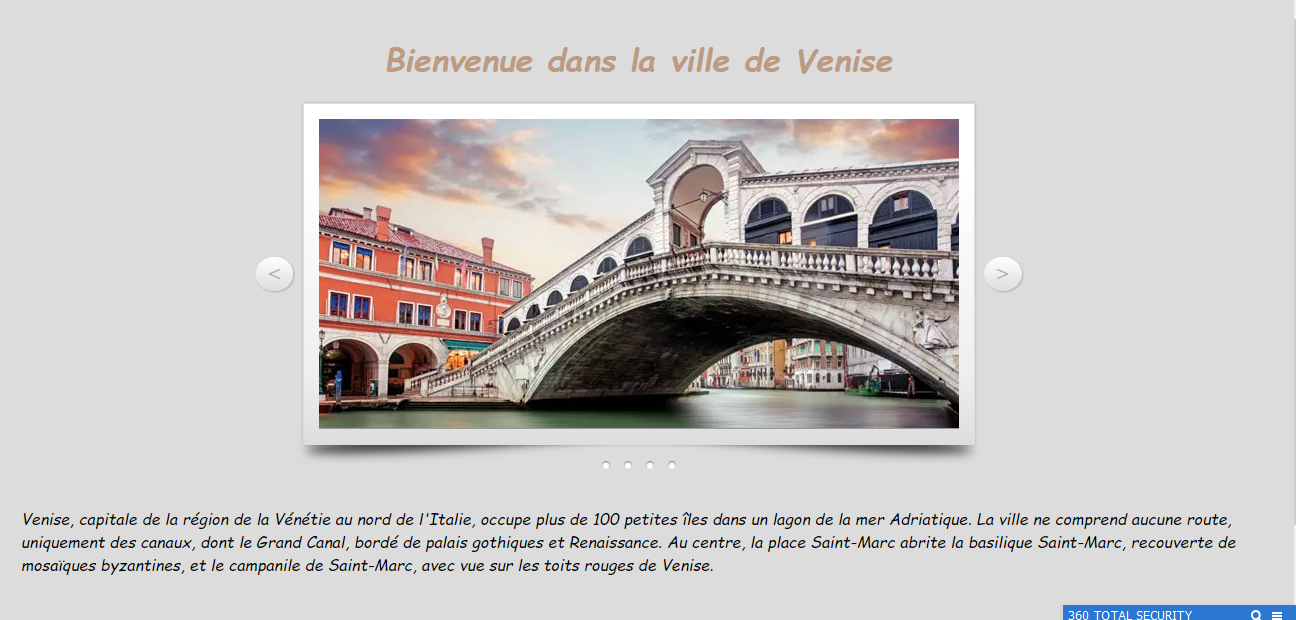 Bienvenue dans la ville de Venise
<
>
Venise, capitale de la région de la Vénétie au nord de l'Italie, occupe plus de 100 petites îles dans un lagon de la mer Adriatique. La ville ne comprend aucune route,
uniquement des canaux, dont le Grand Canal, bordé de palais gothiques et Renaissance. Au centre, la place Saint-Marc abrite la basilique Saint-Marc, recouverte de
mosaïques byzantines, et le campanile de Saint-Marc, avec vue sur les toits rouges de Venise.
360 TOTAL SECURITY